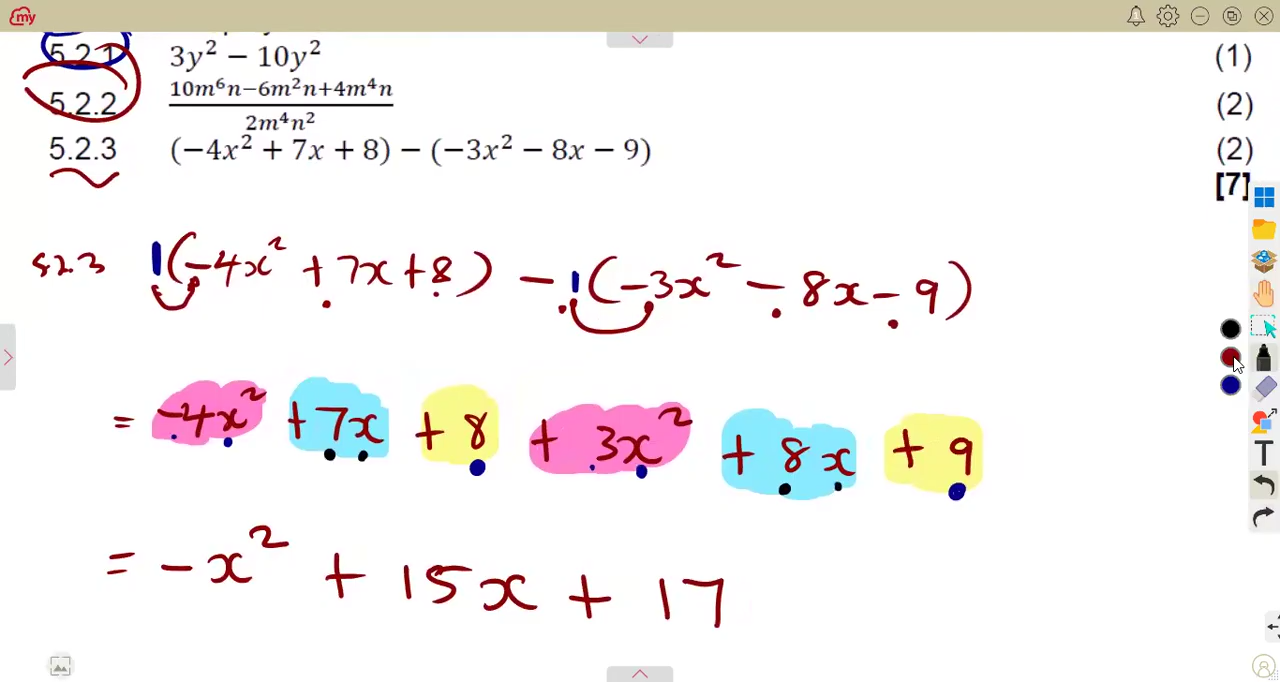 my
5.2.1 3y² − 10y² (1)
5.2.2 \frac{10m⁶n−6m²n+4m⁴n}{2m⁴n²} (2)
5.2.3 (−4x² + 7x + 8) − (−3x² − 8x − 9) (2)
[7]
5.2.3 1(−4x² + 7x + 8) − 1(−3x² − 8x − 9)
= −4x² + 7x + 8 + 3x² + 8x + 9
= −x² + 15x + 17
T